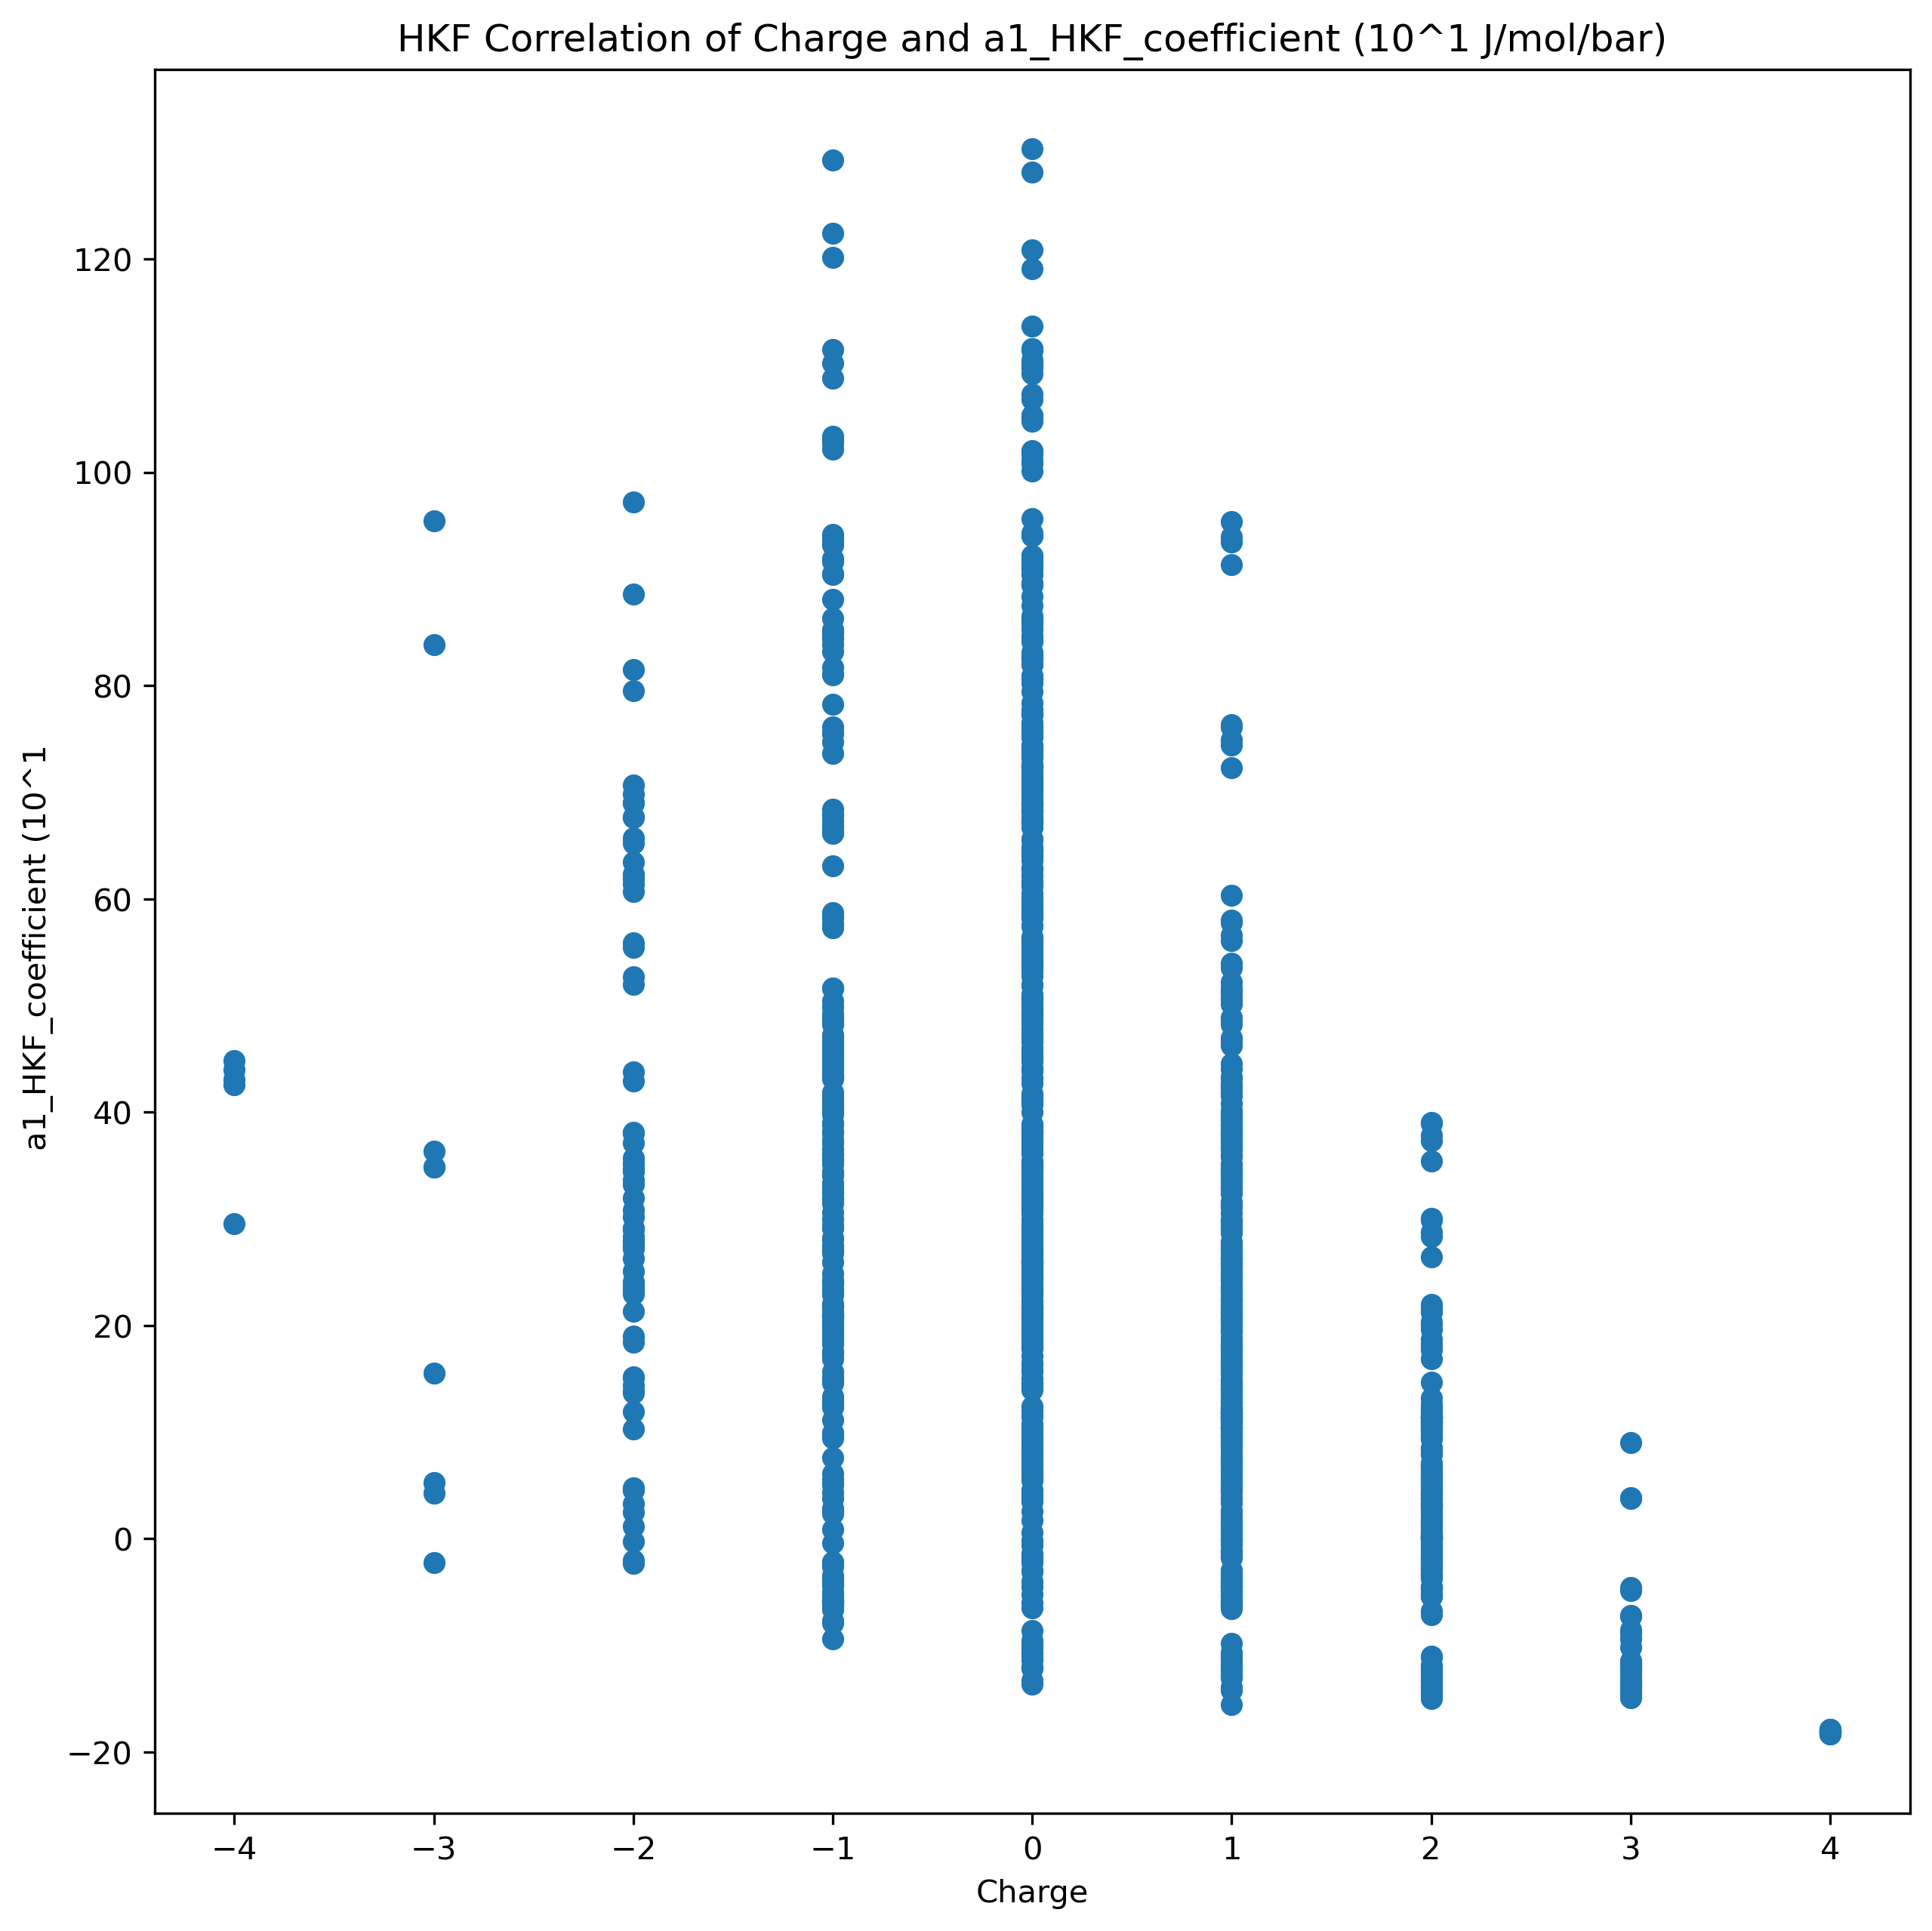 HKF Correlation of Charge and a1_HKF_coefficient (10^1 J/mol/bar)
a1_HKF_coefficient (10^1
120
100
80
60
40
20
0
−20
−4 −3 −2 −1 0 1 2 3 4
Charge